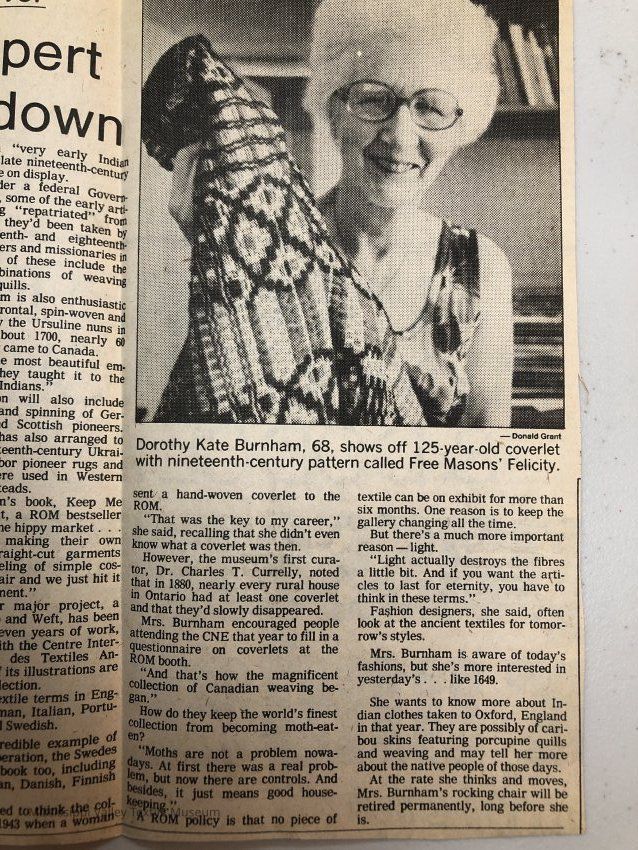 pert
down
"very early Indian
late nineteenth-century
e on display.
der a federal Govern-
, some of the early arti-
g "repatriated" from
they'd been taken by
enth- and eighteenth-
ers and missionaries in
of these include the
binations of weaving
quills.
m is also enthusiastic
rontal, spin-woven and
y the Ursuline nuns in
bout 1700, nearly 60
came to Canada.
e most beautiful em-
hey taught it to the
Indians."
on will also include
and spinning of Ger-
d Scottish pioneers.
has also arranged to
teenth-century Ukrai-
bor pioneer rugs and
ere used in Western
teads.
n's book, Keep Me
t, a ROM bestseller
he hippy market . . .
making their own
raight-cut garments
eling of simple cos-
air and we just hit it
ment."
r major project, a
and Weft, has been
even years of work,
ith the Centre Inter-
des Textiles An-
f its illustrations are
lection.
extile terms in Eng-
man, Italian, Portu-
d Swedish.
redible example of
peration, the Swedes
book too, including
an, Danish, Finnish
ed to think the col-
1943 when a woman
— Donald Grant
Dorothy Kate Burnham, 68, shows off 125-year-old coverlet
with nineteenth-century pattern called Free Masons' Felicity.
sent a hand-woven coverlet to the
ROM.
"That was the key to my career,"
she said, recalling that she didn't even
know what a coverlet was then.
However, the museum's first cura-
tor, Dr. Charles T. Currelly, noted
that in 1880, nearly every rural house
in Ontario had at least one coverlet
and that they'd slowly disappeared.
Mrs. Burnham encouraged people
attending the CNE that year to fill in a
questionnaire on coverlets at the
ROM booth.
"And that's how the magnificent
collection of Canadian weaving be-
gan."
How do they keep the world's finest
collection from becoming moth-eat-
en?
"Moths are not a problem nowa-
days. At first there was a real prob-
lem, but now there are controls. And
besides, it just means good house-
keeping."
A ROM policy is that no piece of
textile can be on exhibit for more than
six months. One reason is to keep the
gallery changing all the time.
But there's a much more important
reason — light.
"Light actually destroys the fibres
a little bit. And if you want the arti-
cles to last for eternity, you have to
think in these terms."
Fashion designers, she said, often
look at the ancient textiles for tomor-
row's styles.
Mrs. Burnham is aware of today's
fashions, but she's more interested in
yesterday's . . . like 1649.
She wants to know more about In-
dian clothes taken to Oxford, England
in that year. They are possibly of cari-
bou skins featuring porcupine quills
and weaving and may tell her more
about the native people of those days.
At the rate she thinks and moves,
Mrs. Burnham's rocking chair will be
retired permanently, long before she
is.
Museum